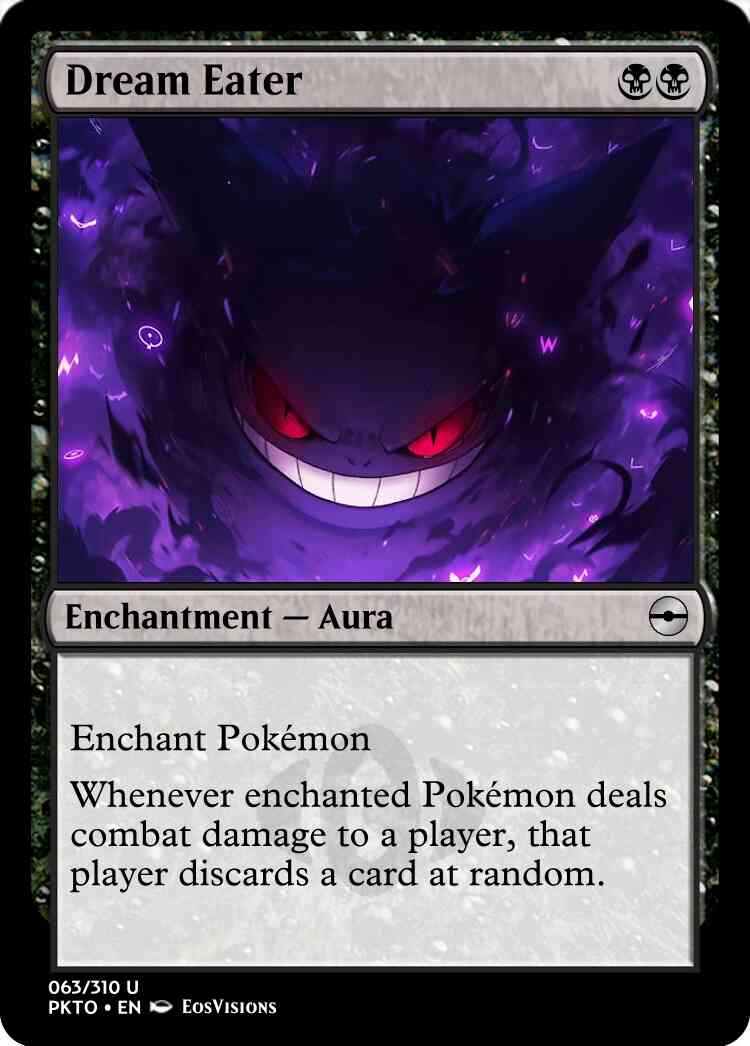 Dream Eater
Enchantment — Aura
Enchant Pokémon
Whenever enchanted Pokémon deals
combat damage to a player, that
player discards a card at random.
063/310 U
PKTO • EN EosVisions